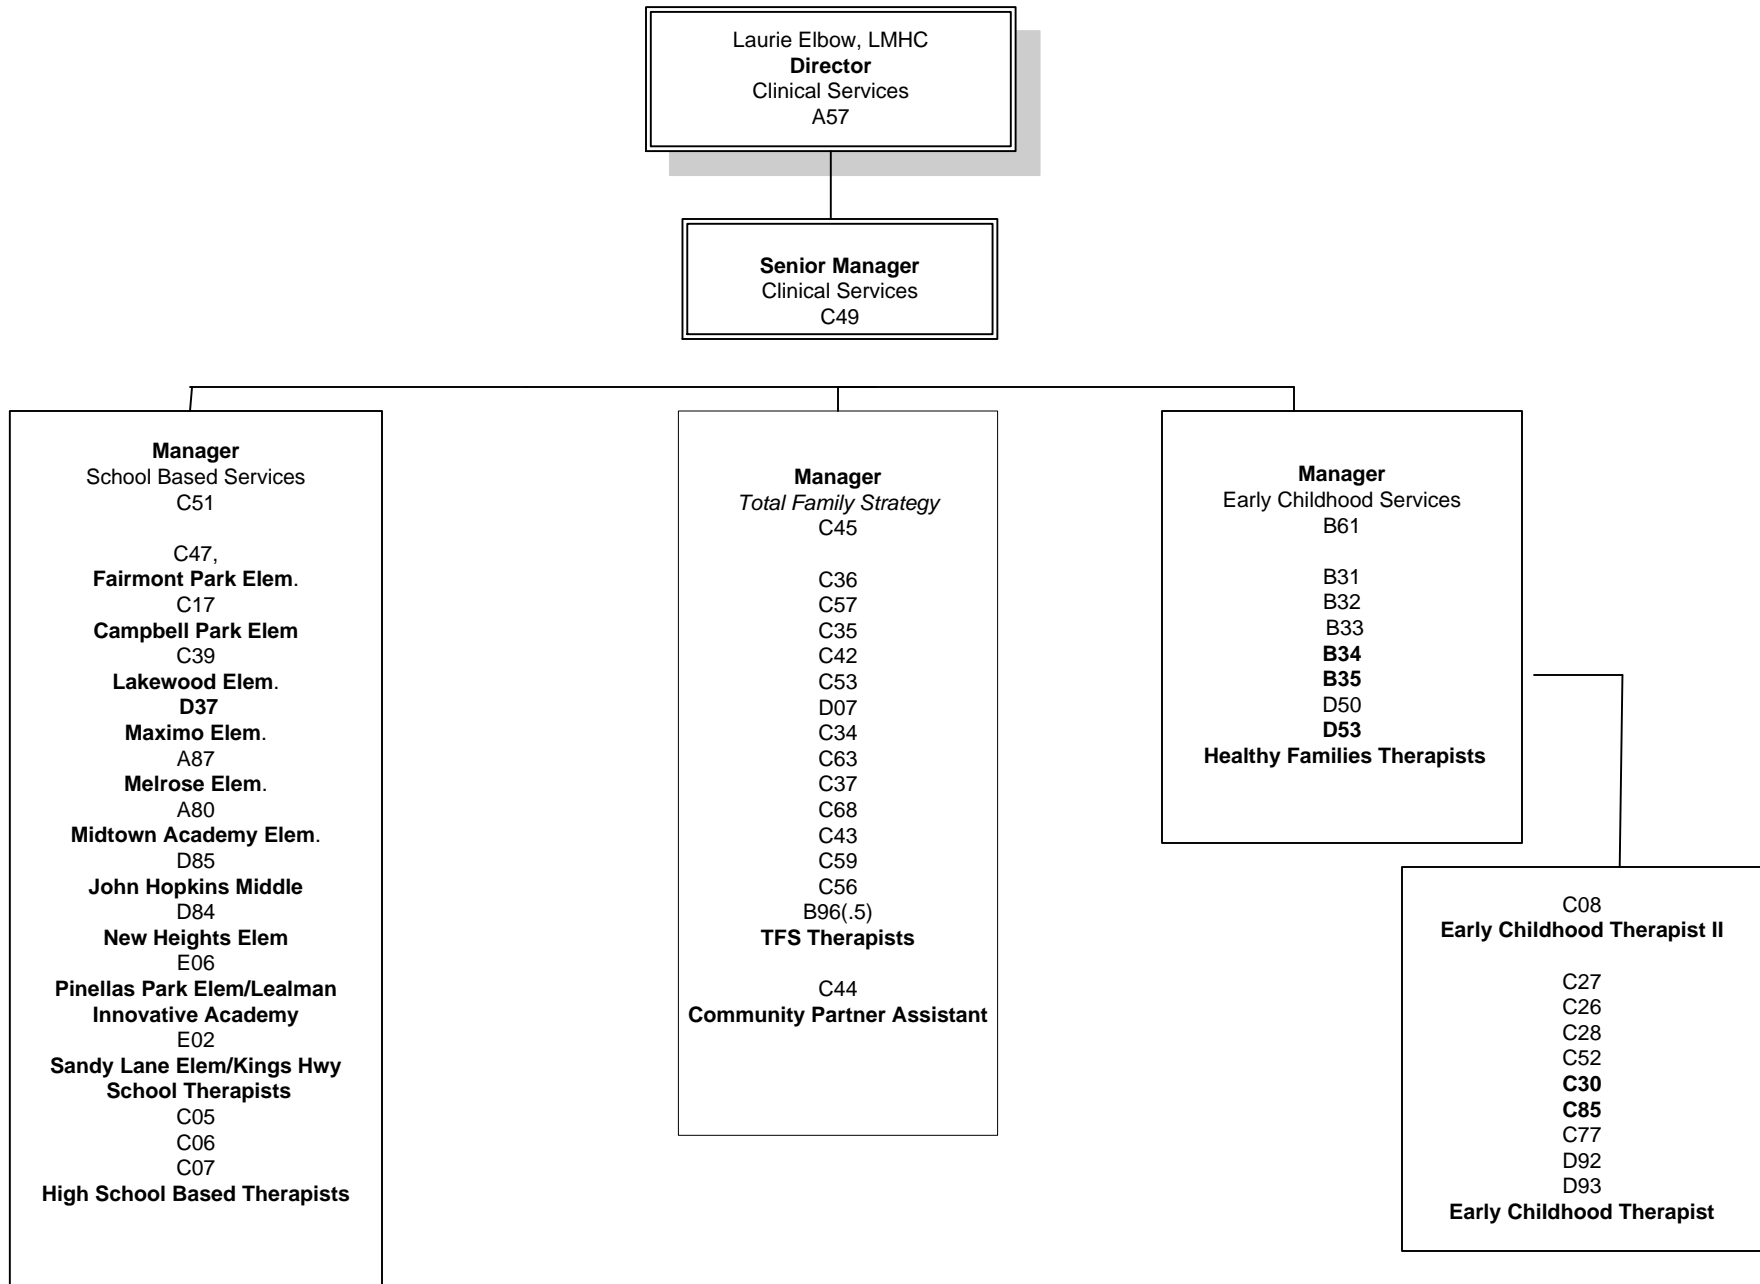 Laurie Elbow, LMHC
Director
Clinical Services
A57
Senior Manager
Clinical Services
C49
Manager
School Based Services
C51
C47,
Fairmont Park Elem.
C17
Campbell Park Elem
C39
Lakewood Elem.
D37
Maximo Elem.
A87
Melrose Elem.
A80
Midtown Academy Elem.
D85
John Hopkins Middle
D84
New Heights Elem
E06
Pinellas Park Elem/Lealman
Innovative Academy
E02
Sandy Lane Elem/Kings Hwy
School Therapists
C05
C06
C07
High School Based Therapists
Manager
Total Family Strategy
C45
C36
C57
C35
C42
C53
D07
C34
C63
C37
C68
C43
C59
C56
B96(.5)
TFS Therapists
C44
Community Partner Assistant
Manager
Early Childhood Services
B61
B31
B32
B33
B34
B35
D50
D53
Healthy Families Therapists
C08
Early Childhood Therapist II
C27
C26
C28
C52
C30
C85
C77
D92
D93
Early Childhood Therapist